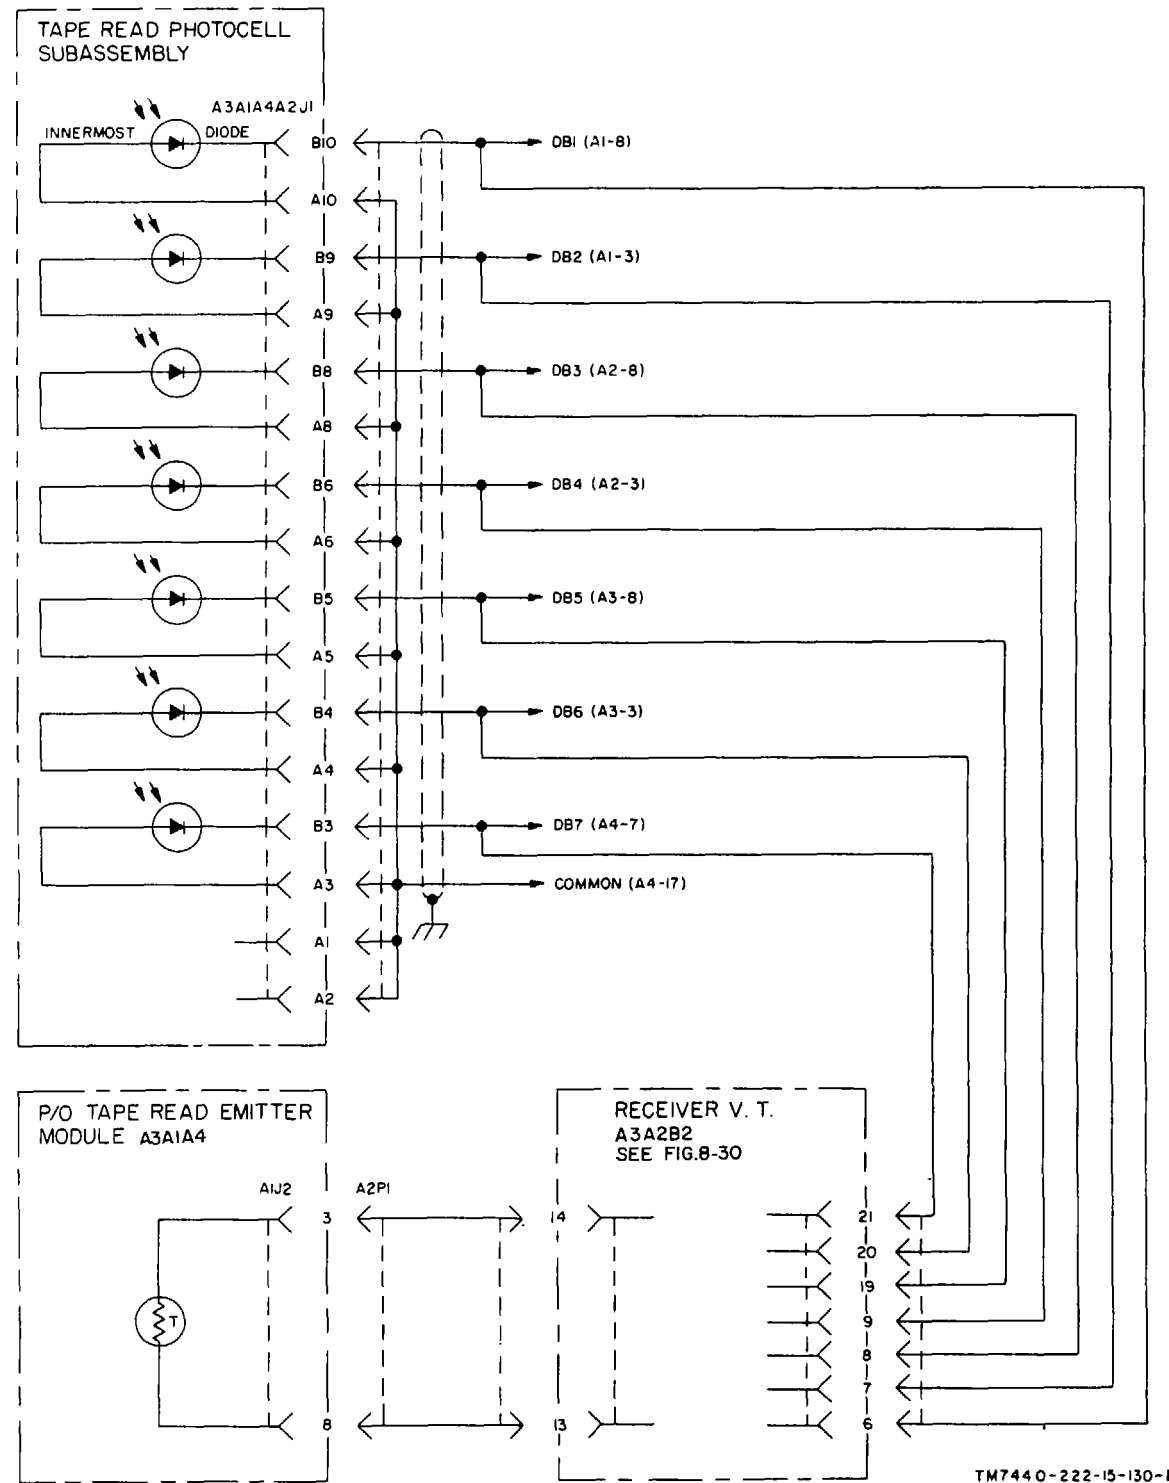 TAPE READ PHOTOCELL
SUBASSEMBLY
A3A1A4A2J1
INNERMOST DIODE B10 DB1 (A1-8)
A10
B9 DB2 (A1-3)
A9
B8 DB3 (A2-8)
A8
B6 DB4 (A2-3)
A6
B5 DB5 (A3-8)
A5
B4 DB6 (A3-3)
A4
B3 DB7 (A4-7)
A3 COMMON (A4-17)
A1
A2
P/O TAPE READ EMITTER
MODULE A3A1A4
RECEIVER V. T.
A3A2B2
SEE FIG.8-30
A1J2 A2P1
3 14 21
20
19
T 9
8
7
8 13 6
TM7440-222-15-130-1